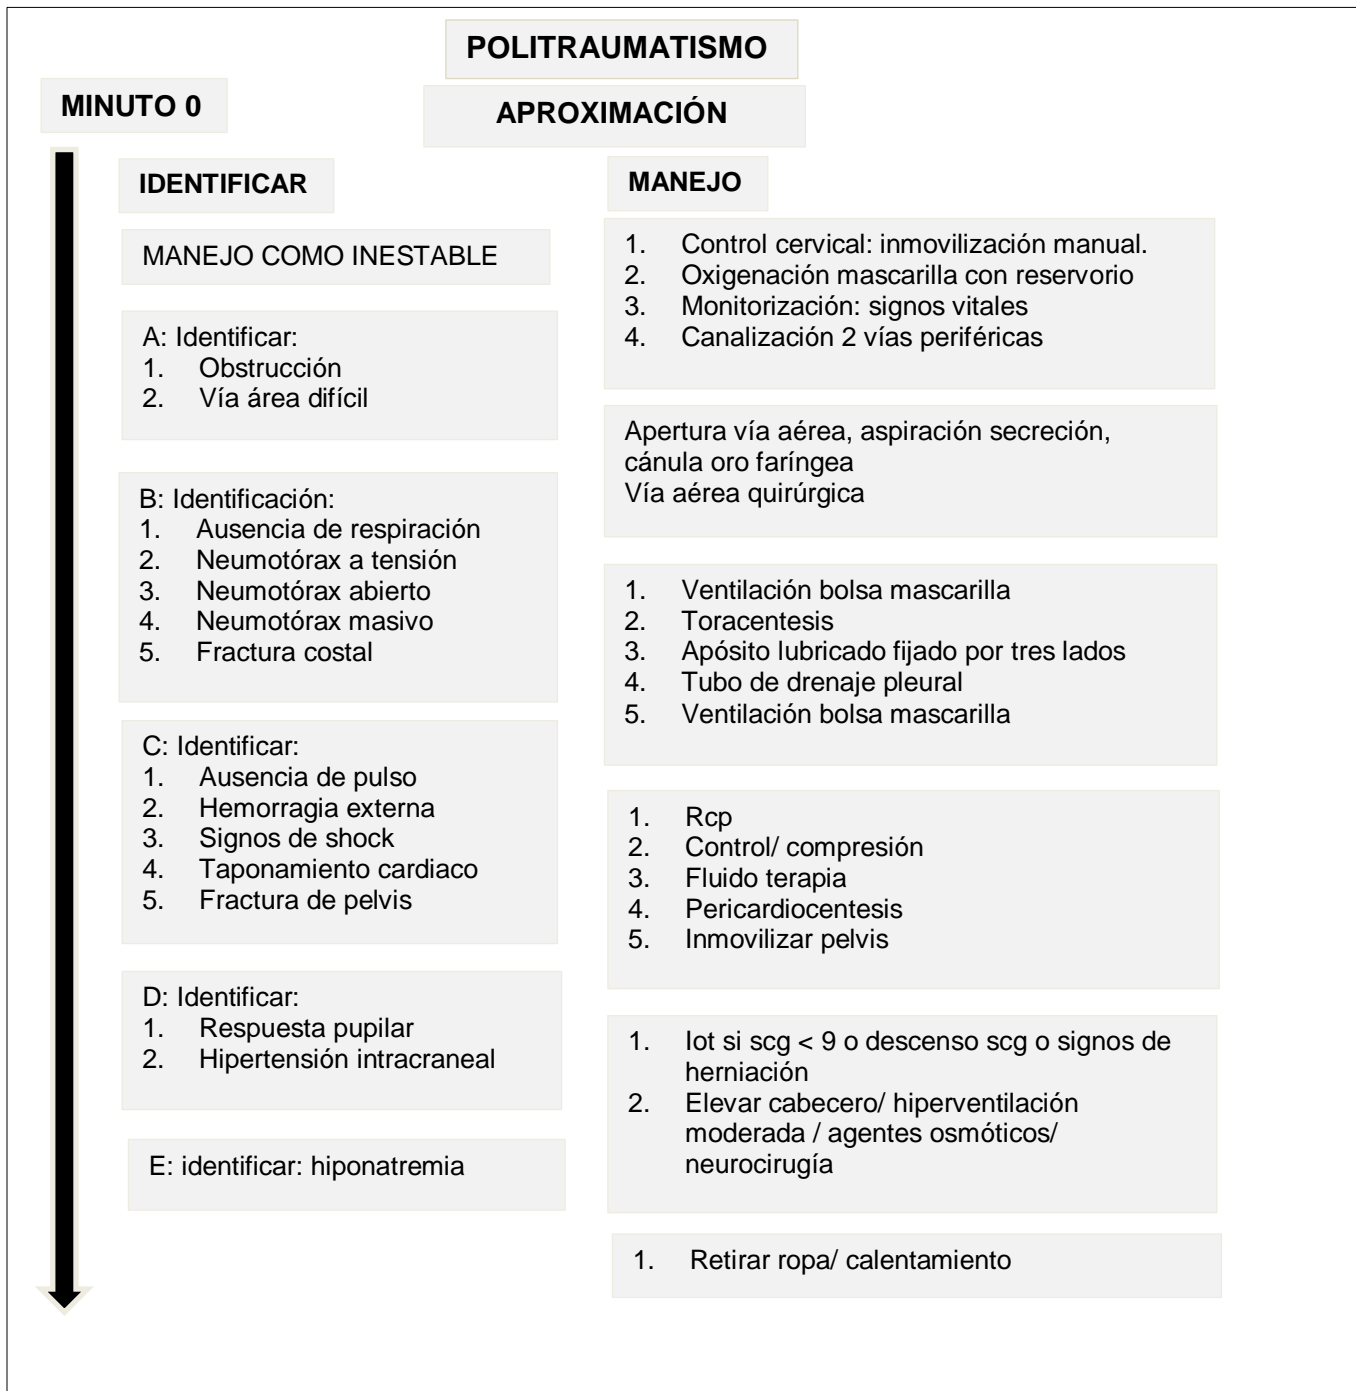 POLITRAUMATISMO
MINUTO 0
APROXIMACIÓN
IDENTIFICAR
MANEJO
MANEJO COMO INESTABLE
1. Control cervical: inmovilización manual.
2. Oxigenación mascarilla con reservorio
3. Monitorización: signos vitales
4. Canalización 2 vías periféricas
A: Identificar:
1. Obstrucción
2. Vía área difícil
Apertura vía aérea, aspiración secreción,
cánula oro faríngea
Vía aérea quirúrgica
B: Identificación:
1. Ausencia de respiración
2. Neumotórax a tensión
3. Neumotórax abierto
4. Neumotórax masivo
5. Fractura costal
1. Ventilación bolsa mascarilla
2. Toracentesis
3. Apósito lubricado fijado por tres lados
4. Tubo de drenaje pleural
5. Ventilación bolsa mascarilla
C: Identificar:
1. Ausencia de pulso
2. Hemorragia externa
3. Signos de shock
4. Taponamiento cardiaco
5. Fractura de pelvis
1. Rcp
2. Control/ compresión
3. Fluido terapia
4. Pericardiocentesis
5. Inmovilizar pelvis
D: Identificar:
1. Respuesta pupilar
2. Hipertensión intracraneal
1. Iot si scg < 9 o descenso scg o signos de
herniación
2. Elevar cabecero/ hiperventilación
moderada / agentes osmóticos/
neurocirugía
E: identificar: hiponatremia
1. Retirar ropa/ calentamiento